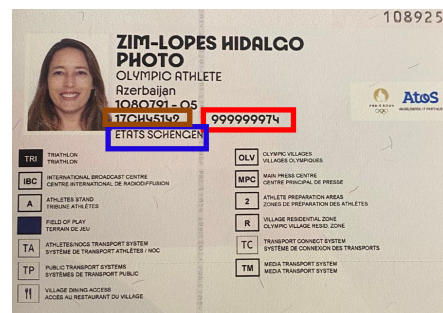 108925
ZIM-LOPES HIDALGO
PHOTO
OLYMPIC ATHLETE
Azerbaijan
1080791 - 05
17CH45142 999999974
ETATS SCHENGEN
PARIS 2024
Atos
WORLDWIDE IT PARTNER
TRI TRIATHLON
TRIATHLON
IBC INTERNATIONAL BROADCAST CENTRE
CENTRE INTERNATIONAL DE RADIODIFFUSION
A ATHLETES STAND
TRIBUNE ATHLÈTES
FIELD OF PLAY
TERRAIN DE JEU
TA ATHLETES/NOCS TRANSPORT SYSTEM
SYSTÈME DE TRANSPORT ATHLÈTES / NOC
TP PUBLIC TRANSPORT SYSTEMS
SYSTÈMES DE TRANSPORT PUBLIC
VILLAGE DINING ACCESS
ACCÈS AU RESTAURANT DU VILLAGE
OLV OLYMPIC VILLAGES
VILLAGES OLYMPIQUES
MPC MAIN PRESS CENTRE
CENTRE PRINCIPAL DE PRESSE
2 ATHLETE PREPARATION AREAS
ZONES DE PRÉPARATION DES ATHLÈTES
R VILLAGE RESIDENTIAL ZONE
OLYMPIC VILLAGE RESID. ZONE
TC TRANSPORT CONNECT SYSTEM
SYSTÈME DE CONNEXION DES TRANSPORTS
TM MEDIA TRANSPORT SYSTEM
MEDIA TRANSPORT SYSTEM